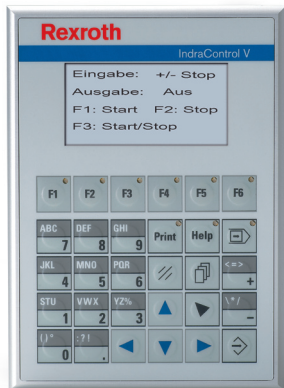 Rexroth
IndraControl V
Eingabe: +/- Stop
Ausgabe: Aus
F1: Start F2: Stop
F3: Start/Stop
F1 F2 F3 F4 F5 F6
ABC 7 DEF 8 GHI 9 Print Help
JKL 4 MNO 5 PQR 6 // <=> +
STU 1 VWX 2 YZ% 3 \*/ –
()° 0 :?! .